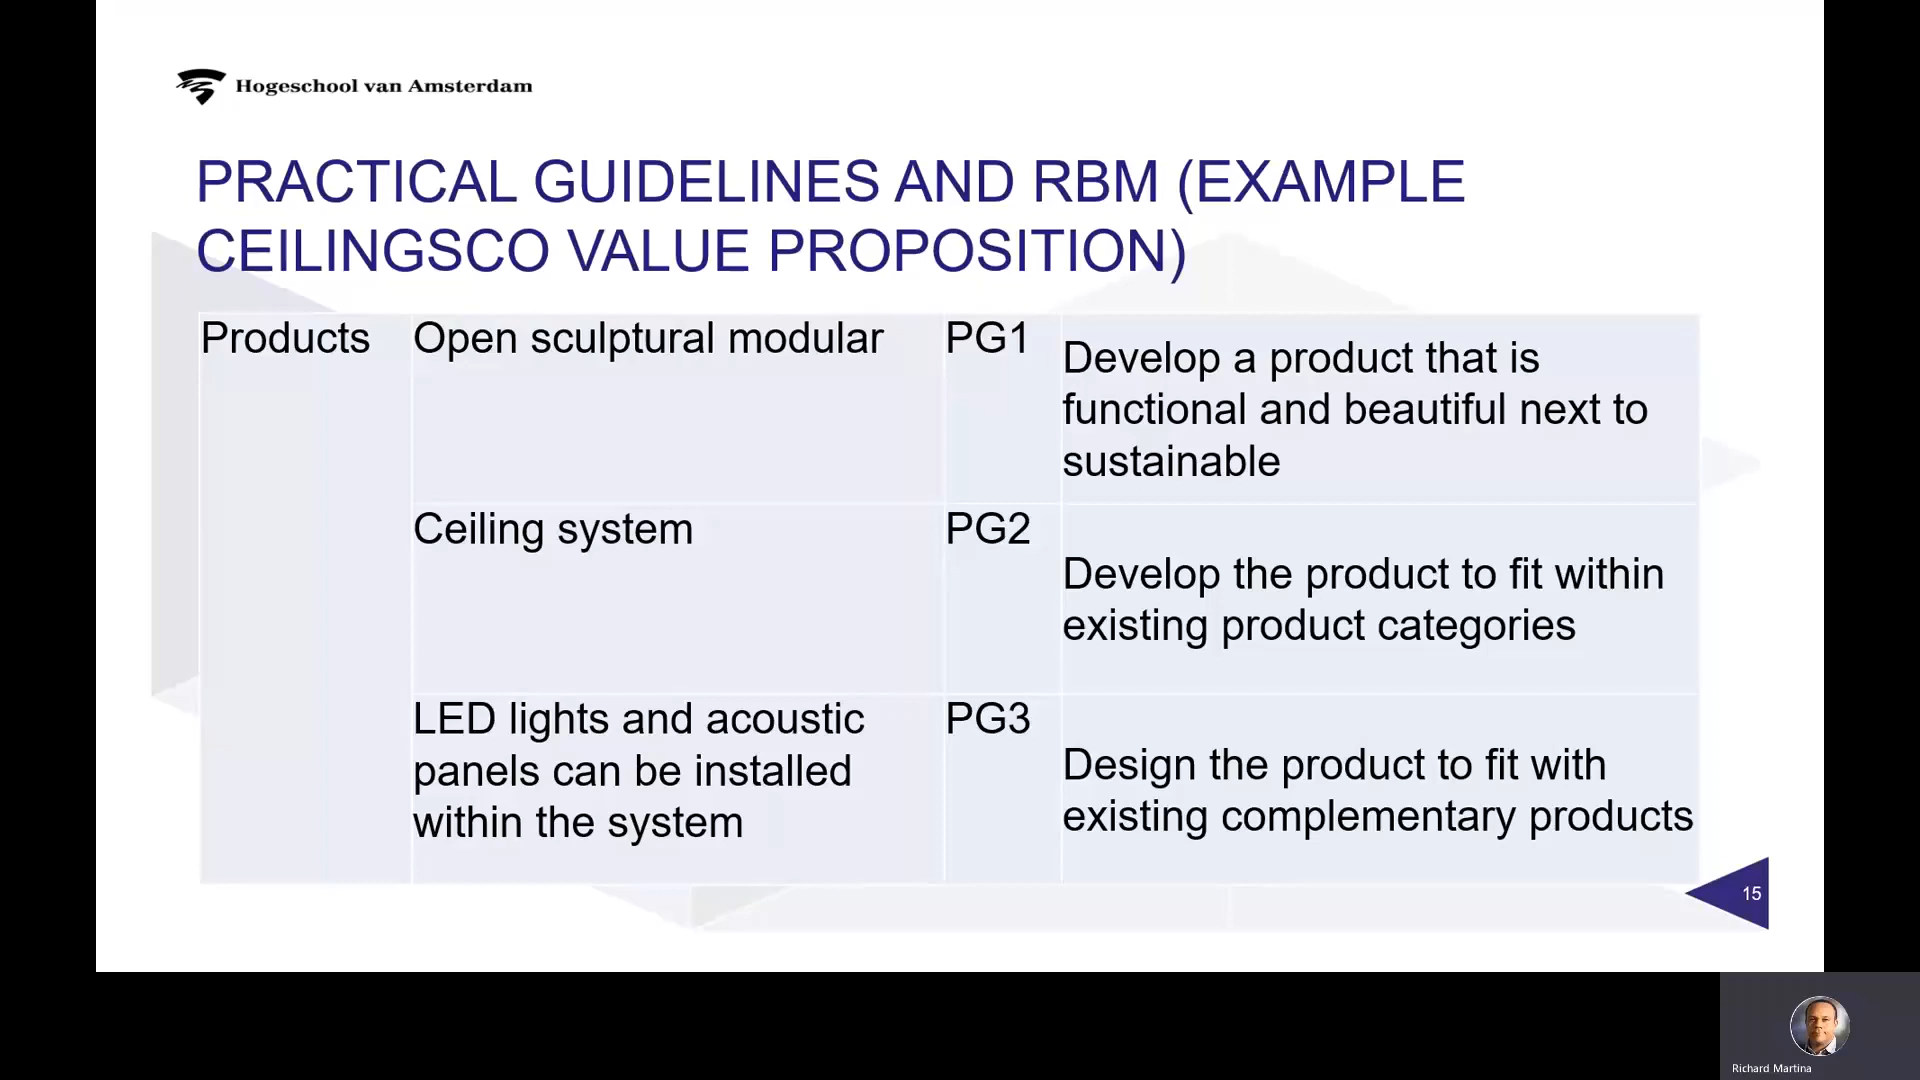 Hogeschool van Amsterdam
PRACTICAL GUIDELINES AND RBM (EXAMPLE
CEILINGSCO VALUE PROPOSITION)
Products
Open sculptural modular
PG1
Develop a product that is
functional and beautiful next to
sustainable
Ceiling system
PG2
Develop the product to fit within
existing product categories
LED lights and acoustic
panels can be installed
within the system
PG3
Design the product to fit with
existing complementary products
15
Richard Martina